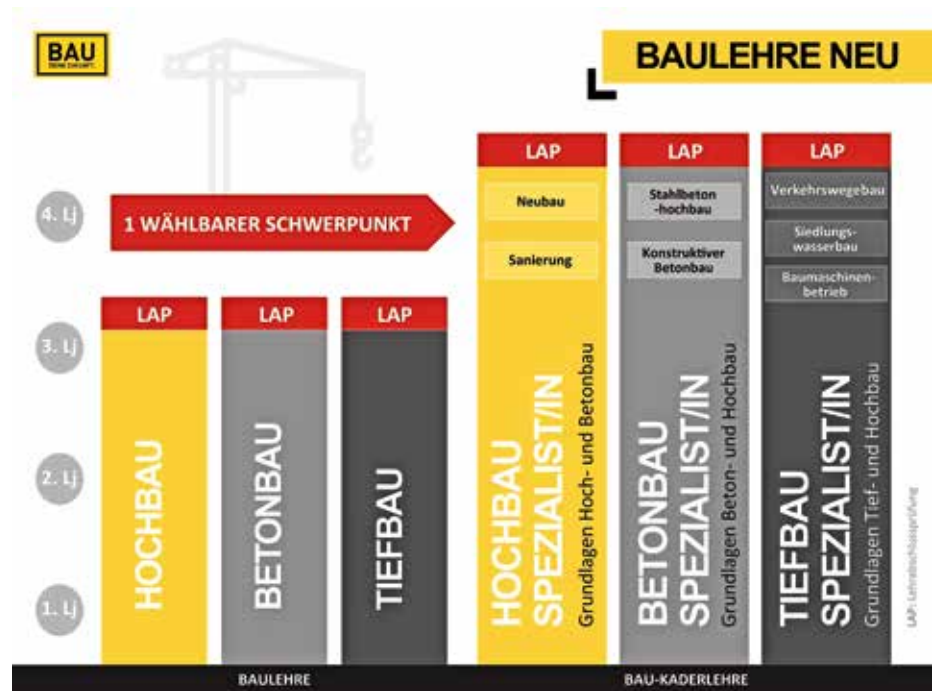 BAU
DEINE ZUKUNFT.
BAULEHRE NEU
4. Lj
3. Lj
2. Lj
1. Lj
1 WÄHLBARER SCHWERPUNKT
LAP
HOCHBAU
LAP
BETONBAU
LAP
TIEFBAU
BAULEHRE
LAP
Neubau
Sanierung
HOCHBAU
SPEZIALIST/IN
Grundlagen Hoch- und Betonbau
LAP
Stahlbeton
-hochbau
Konstruktiver
Betonbau
BETONBAU
SPEZIALIST/IN
Grundlagen Beton- und Hochbau
LAP
Verkehrswegebau
Siedlungs-
wasserbau
Baumaschinen-
betrieb
TIEFBAU
SPEZIALIST/IN
Grundlagen Tief- und Hochbau
BAU-KADERLEHRE
LAP: Lehrabschlussprüfung